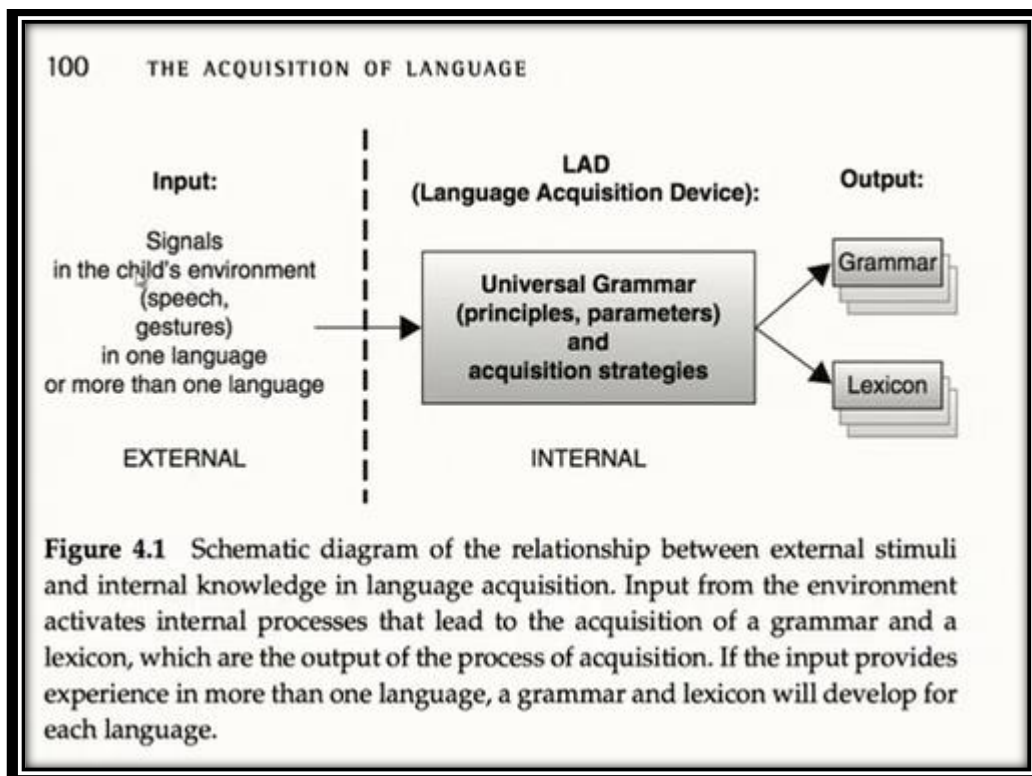 100 THE ACQUISITION OF LANGUAGE
Input:
Signals
in the child's environment
(speech,
gestures)
in one language
or more than one language
EXTERNAL
LAD
(Language Acquisition Device):
Universal Grammar
(principles, parameters)
and
acquisition strategies
INTERNAL
Output:
Grammar
Lexicon
Figure 4.1 Schematic diagram of the relationship between external stimuli
and internal knowledge in language acquisition. Input from the environment
activates internal processes that lead to the acquisition of a grammar and a
lexicon, which are the output of the process of acquisition. If the input provides
experience in more than one language, a grammar and lexicon will develop for
each language.